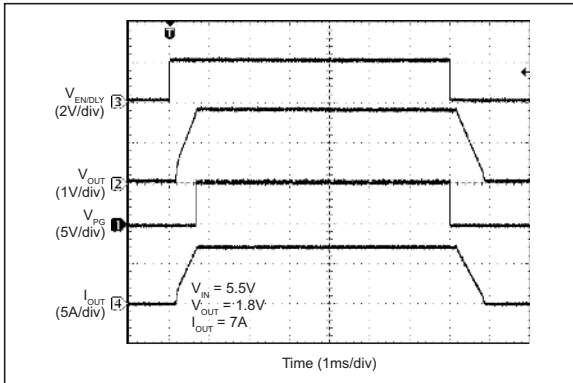 T
V_EN/DLY 3
(2V/div)
V_OUT 2
(1V/div)
V_PG 1
(5V/div)
I_OUT 4
(5A/div)
V_IN = 5.5V
V_OUT = 1.8V
I_OUT = 7A
Time (1ms/div)